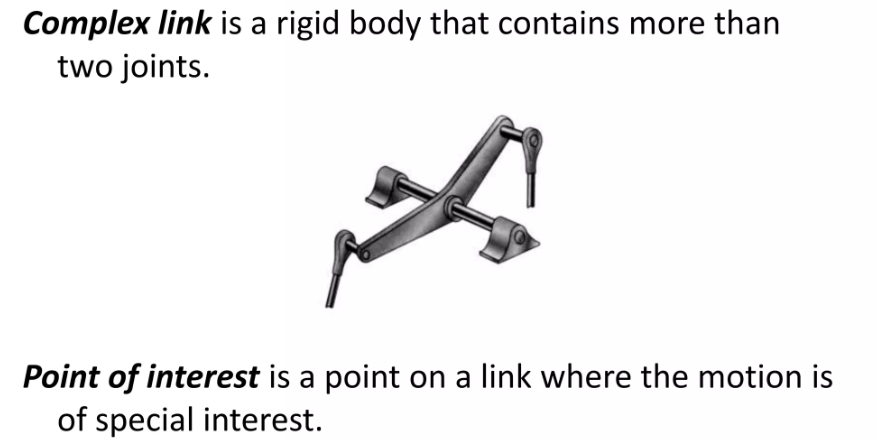 Complex link is a rigid body that contains more than
two joints.
Point of interest is a point on a link where the motion is
of special interest.